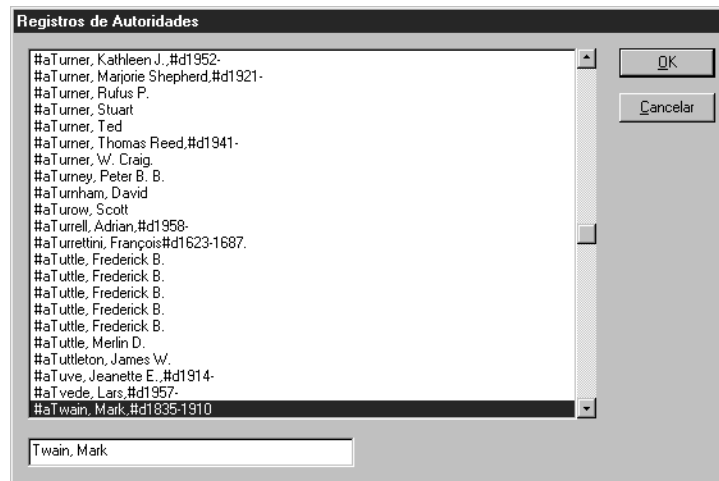 Registros de Autoridades
#aTurner, Kathleen J.,#d1952-
#aTurner, Marjorie Shepherd,#d1921-
#aTurner, Rufus P.
#aTurner, Stuart
#aTurner, Ted
#aTurner, Thomas Reed,#d1941-
#aTurner, W. Craig.
#aTurney, Peter B. B.
#aTurnham, David
#aTurow, Scott
#aTurrell, Adrian,#d1958-
#aTurrettini, François#d1623-1687.
#aTuttle, Frederick B.
#aTuttle, Frederick B.
#aTuttle, Frederick B.
#aTuttle, Frederick B.
#aTuttle, Frederick B.
#aTuttle, Merlin D.
#aTuttleton, James W.
#aTuve, Jeanette E.,#d1914-
#aTvede, Lars,#d1957-
#aTwain, Mark,#d1835-1910
Twain, Mark
OK
Cancelar